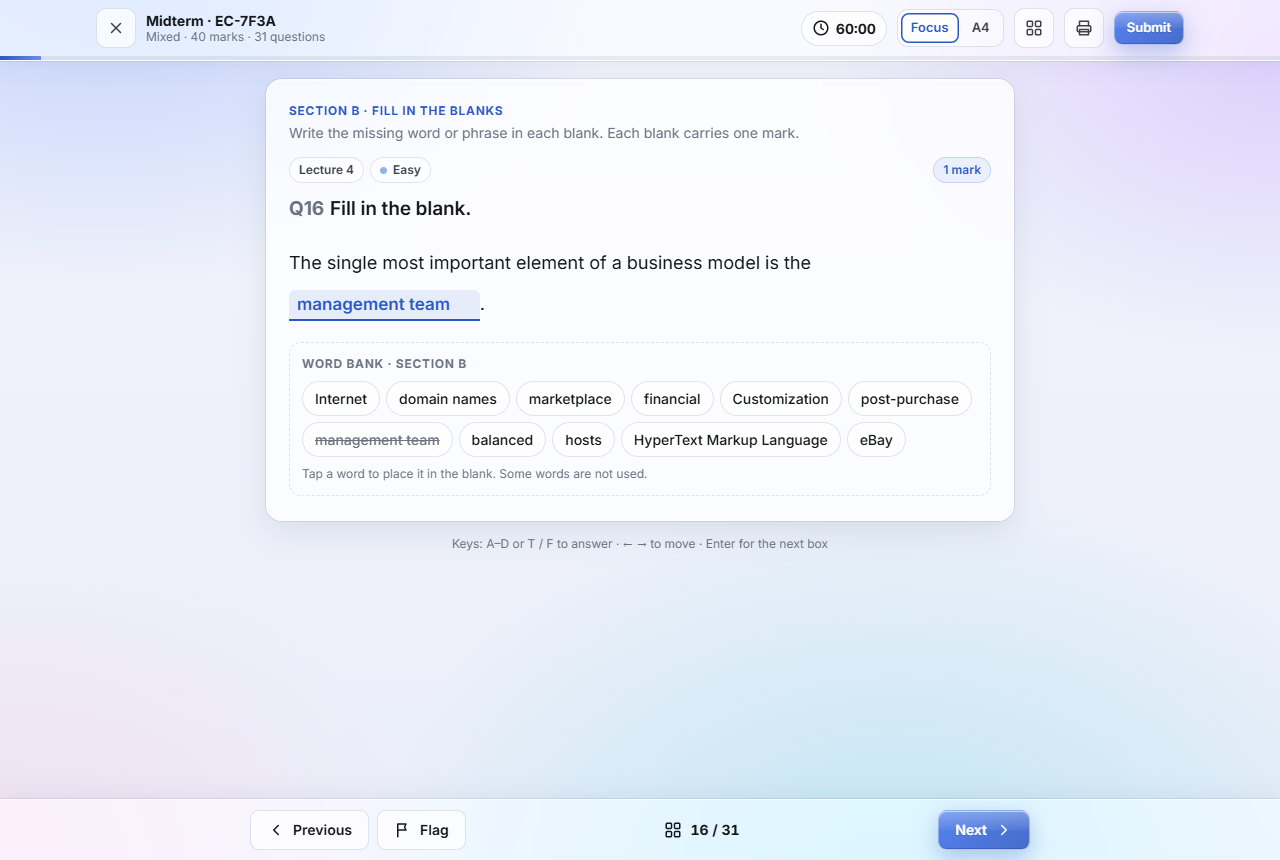 Midterm · EC-7F3A
Mixed · 40 marks · 31 questions
60:00
Focus
A4
Submit
SECTION B · FILL IN THE BLANKS
Write the missing word or phrase in each blank. Each blank carries one mark.
Lecture 4
Easy
1 mark
Q16 Fill in the blank.
The single most important element of a business model is the
management team .
WORD BANK · SECTION B
Internet domain names marketplace financial Customization post-purchase
management team balanced hosts HyperText Markup Language eBay
Tap a word to place it in the blank. Some words are not used.
Keys: A–D or T / F to answer · ← → to move · Enter for the next box
Previous
Flag
16 / 31
Next